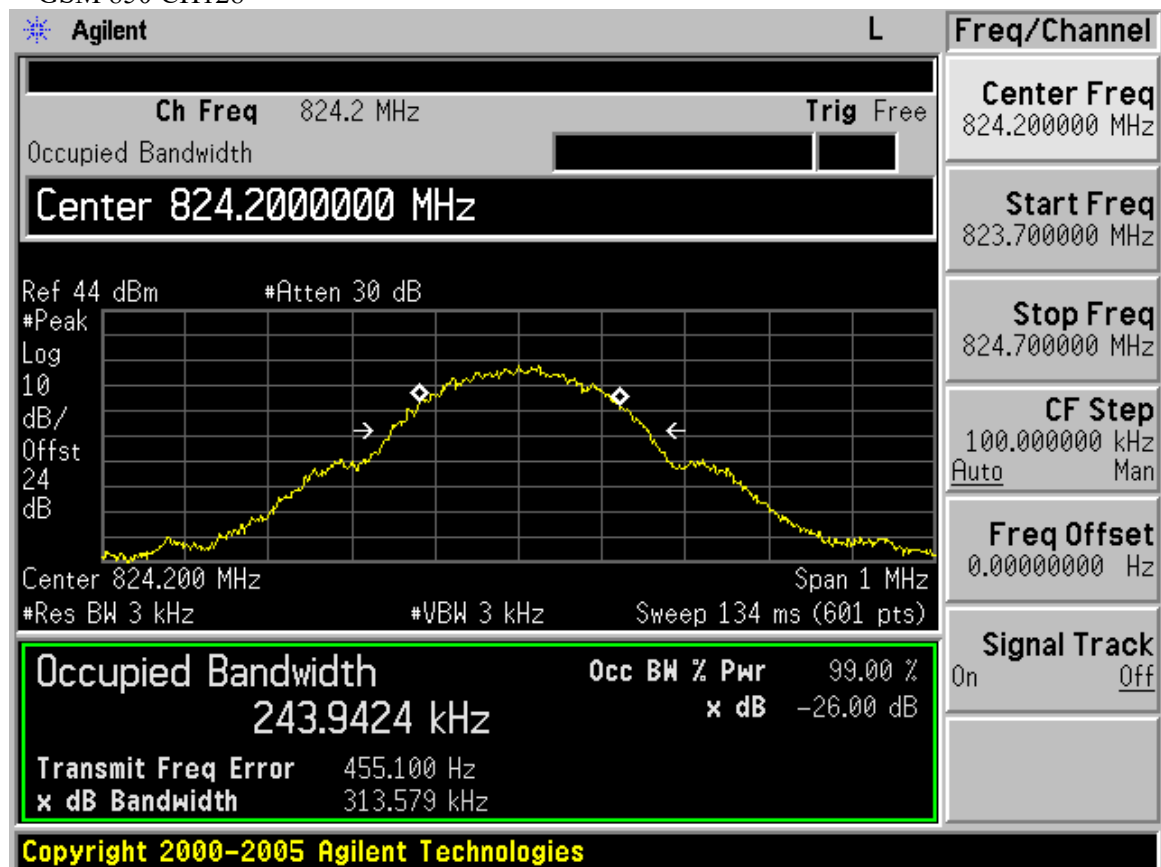 GSM 850 CH128
Agilent
L
Freq/Channel
Ch Freq 824.2 MHz
Trig Free
Occupied Bandwidth
Center 824.2000000 MHz
Ref 44 dBm
#Atten 30 dB
#Peak
Log
10
dB/
Offst
24
dB
Center 824.200 MHz
Span 1 MHz
#Res BW 3 kHz
#VBW 3 kHz
Sweep 134 ms (601 pts)
Occupied Bandwidth
243.9424 kHz
Occ BW % Pwr 99.00 %
x dB -26.00 dB
Transmit Freq Error 455.100 Hz
x dB Bandwidth 313.579 kHz
Center Freq
824.200000 MHz
Start Freq
823.700000 MHz
Stop Freq
824.700000 MHz
CF Step
100.000000 kHz
Auto Man
Freq Offset
0.00000000 Hz
Signal Track
On Off
Copyright 2000-2005 Agilent Technologies